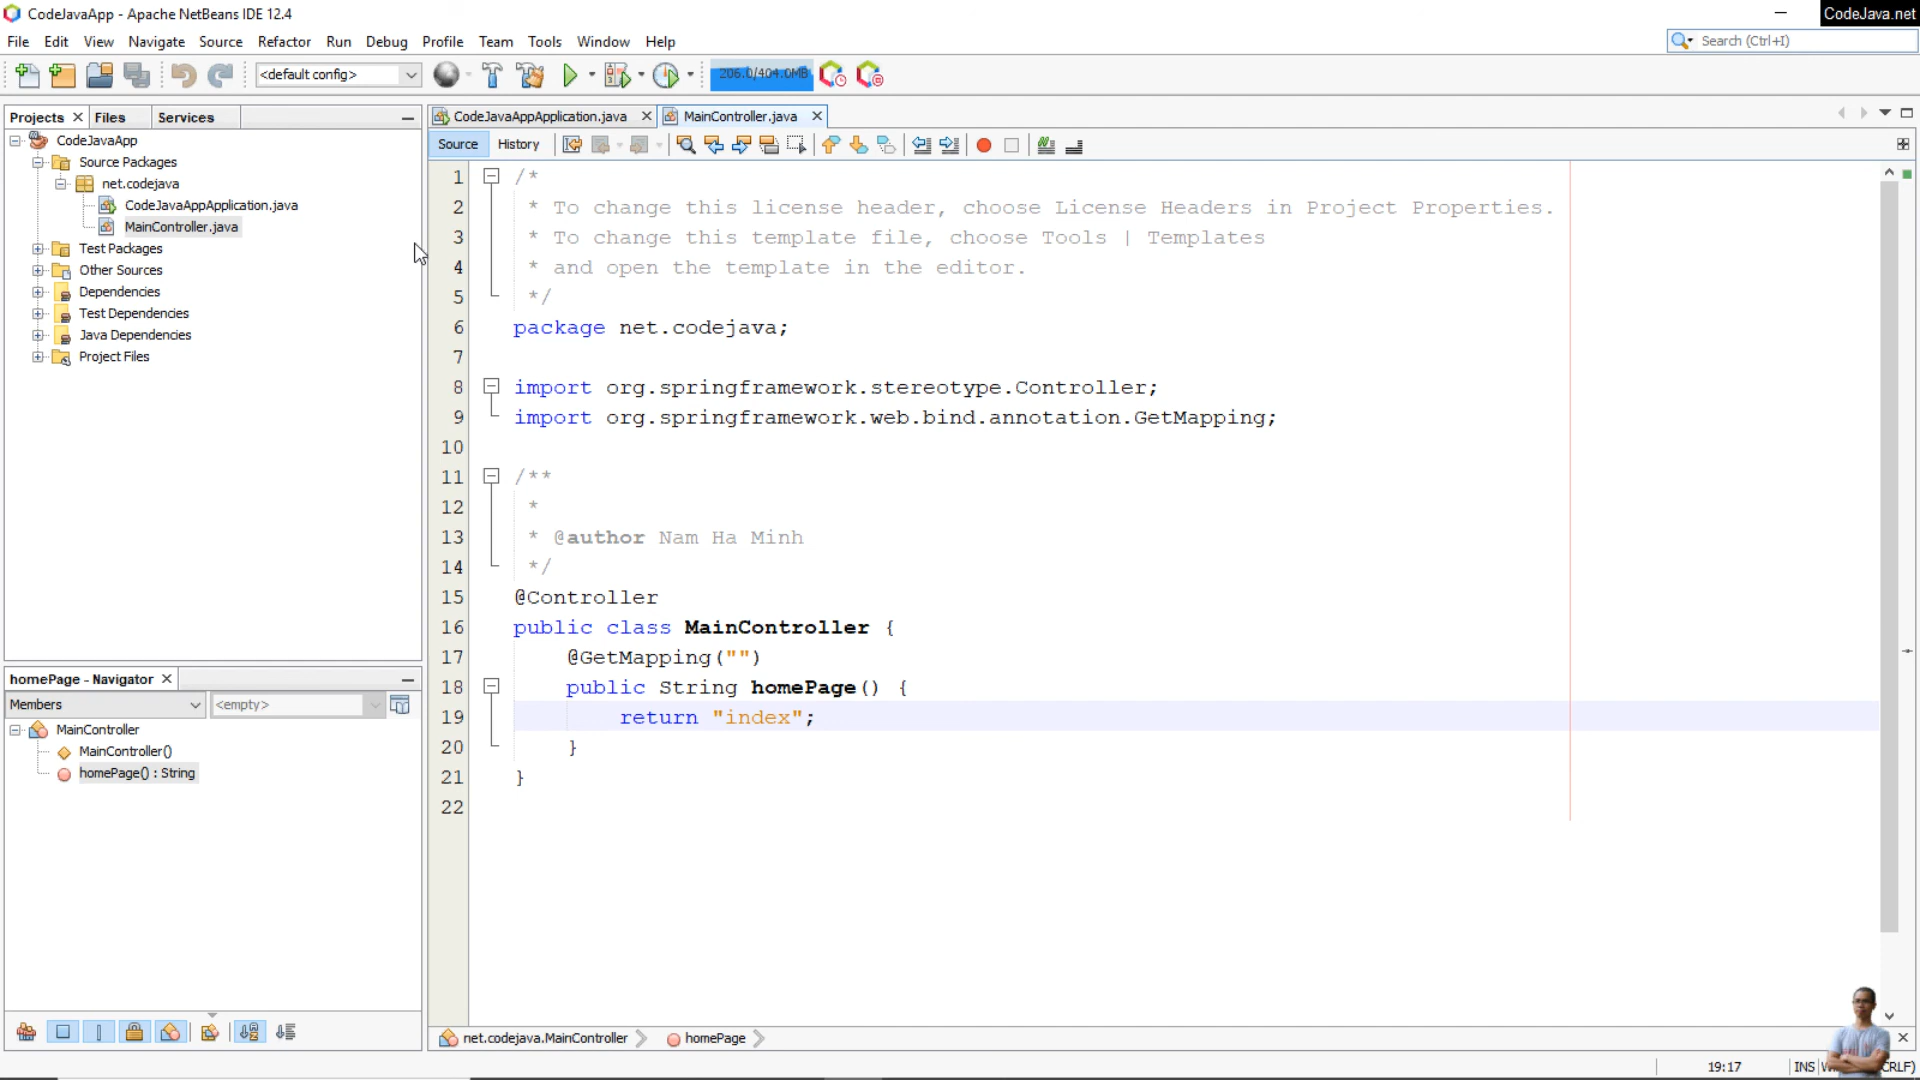 CodeJavaApp - Apache NetBeans IDE 12.4
CodeJava.net
File Edit View Navigate Source Refactor Run Debug Profile Team Tools Window Help
Search (Ctrl+I)
<default config>
206.0/404.0MB
Projects Files Services
CodeJavaApp
Source Packages
net.codejava
CodeJavaAppApplication.java
MainController.java
Test Packages
Other Sources
Dependencies
Test Dependencies
Java Dependencies
Project Files
homePage - Navigator
Members
<empty>
MainController
MainController()
homePage() : String
CodeJavaAppApplication.java MainController.java
Source History
1 /*
2 * To change this license header, choose License Headers in Project Properties.
3 * To change this template file, choose Tools | Templates
4 * and open the template in the editor.
5 */
6 package net.codejava;
7
8 import org.springframework.stereotype.Controller;
9 import org.springframework.web.bind.annotation.GetMapping;
10
11 /**
12 *
13 * @author Nam Ha Minh
14 */
15 @Controller
16 public class MainController {
17 @GetMapping("")
18 public String homePage() {
19 return "index";
20 }
21 }
22
net.codejava.MainController homePage
19:17 INS CRLF)